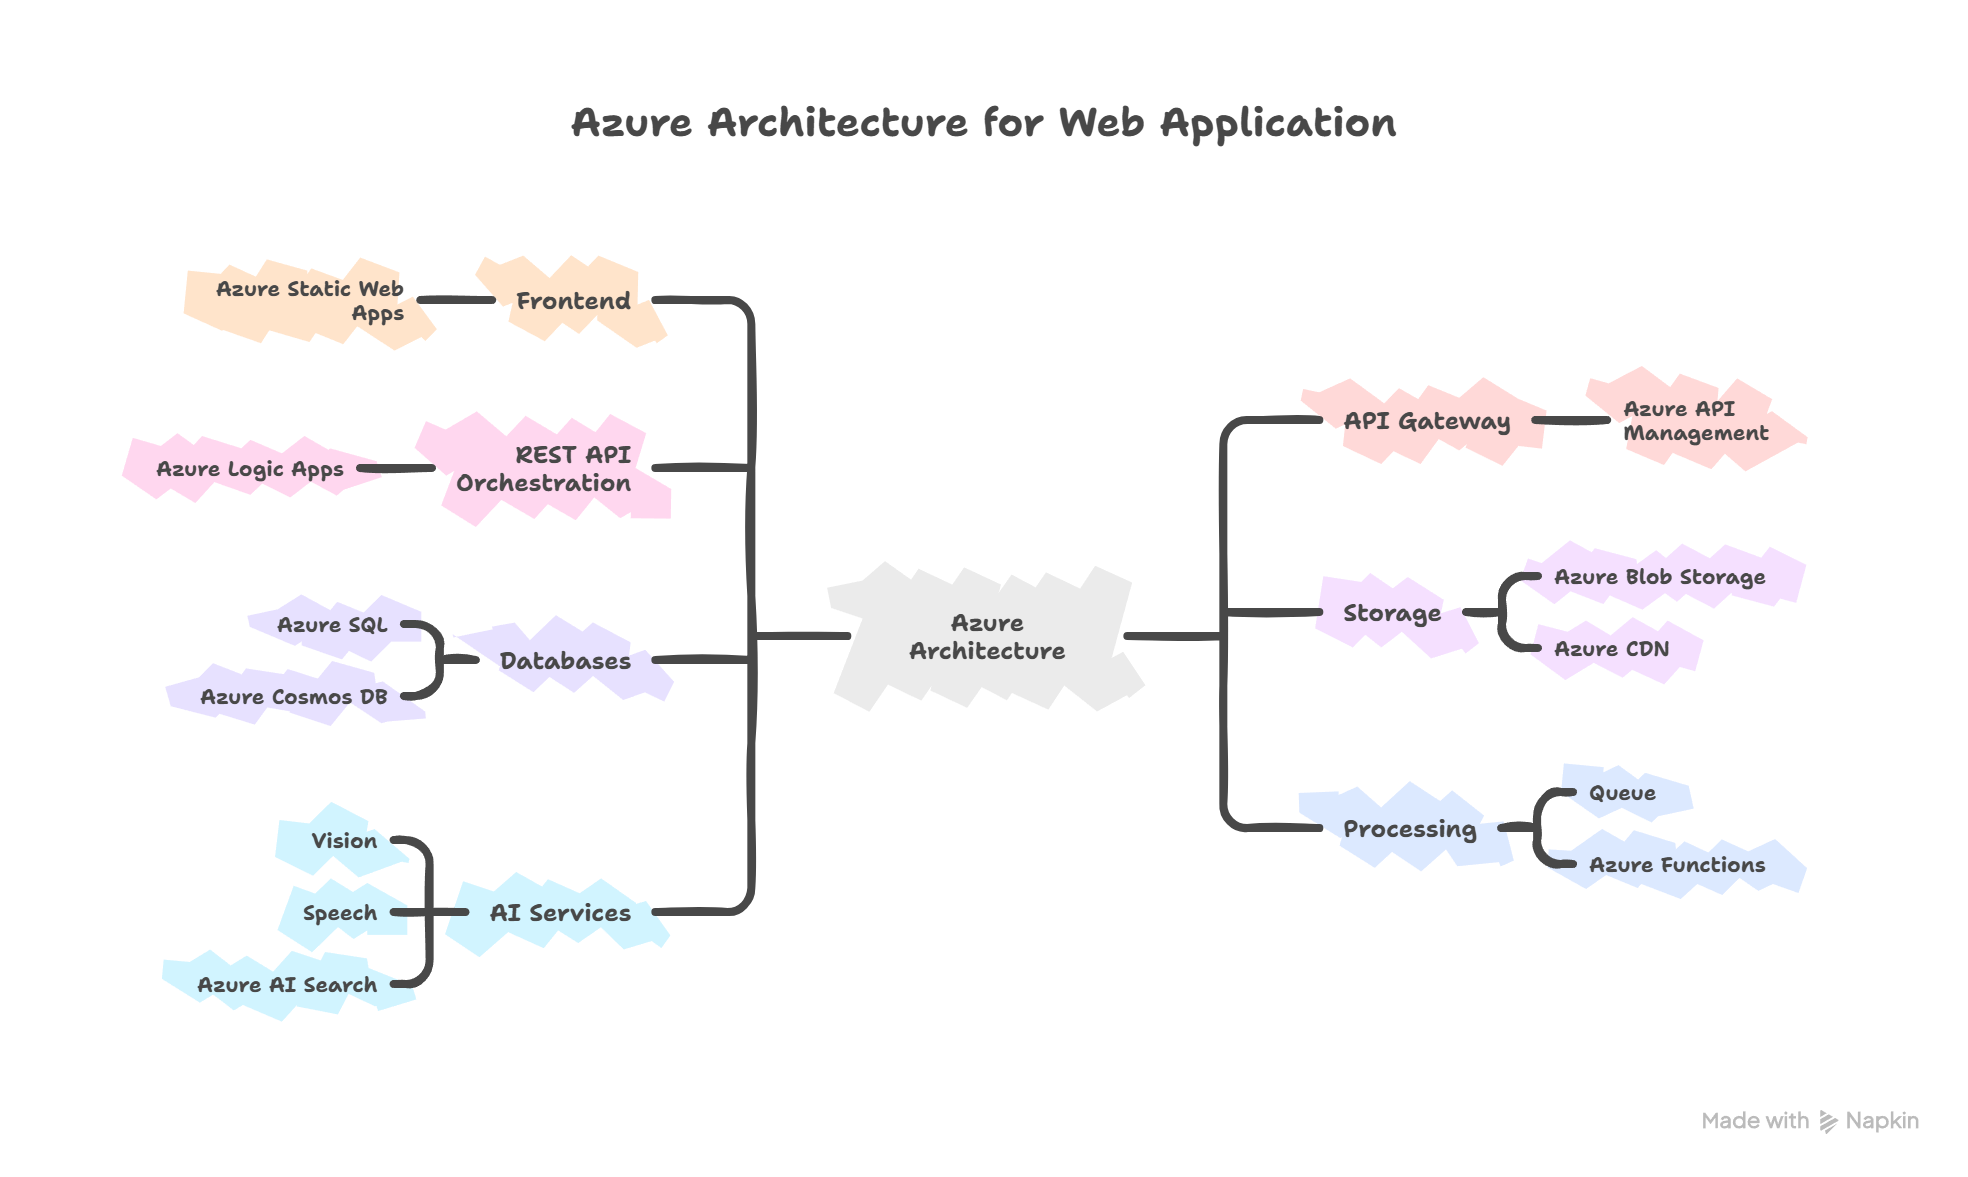 Azure Architecture for Web Application
Azure Static Web
Apps
Frontend
Azure Logic Apps
REST API
Orchestration
Azure SQL
Azure Cosmos DB
Databases
Vision
Speech
Azure AI Search
AI Services
Azure
Architecture
API Gateway
Azure API
Management
Storage
Azure Blob Storage
Azure CDN
Processing
Queue
Azure Functions
Made with Napkin